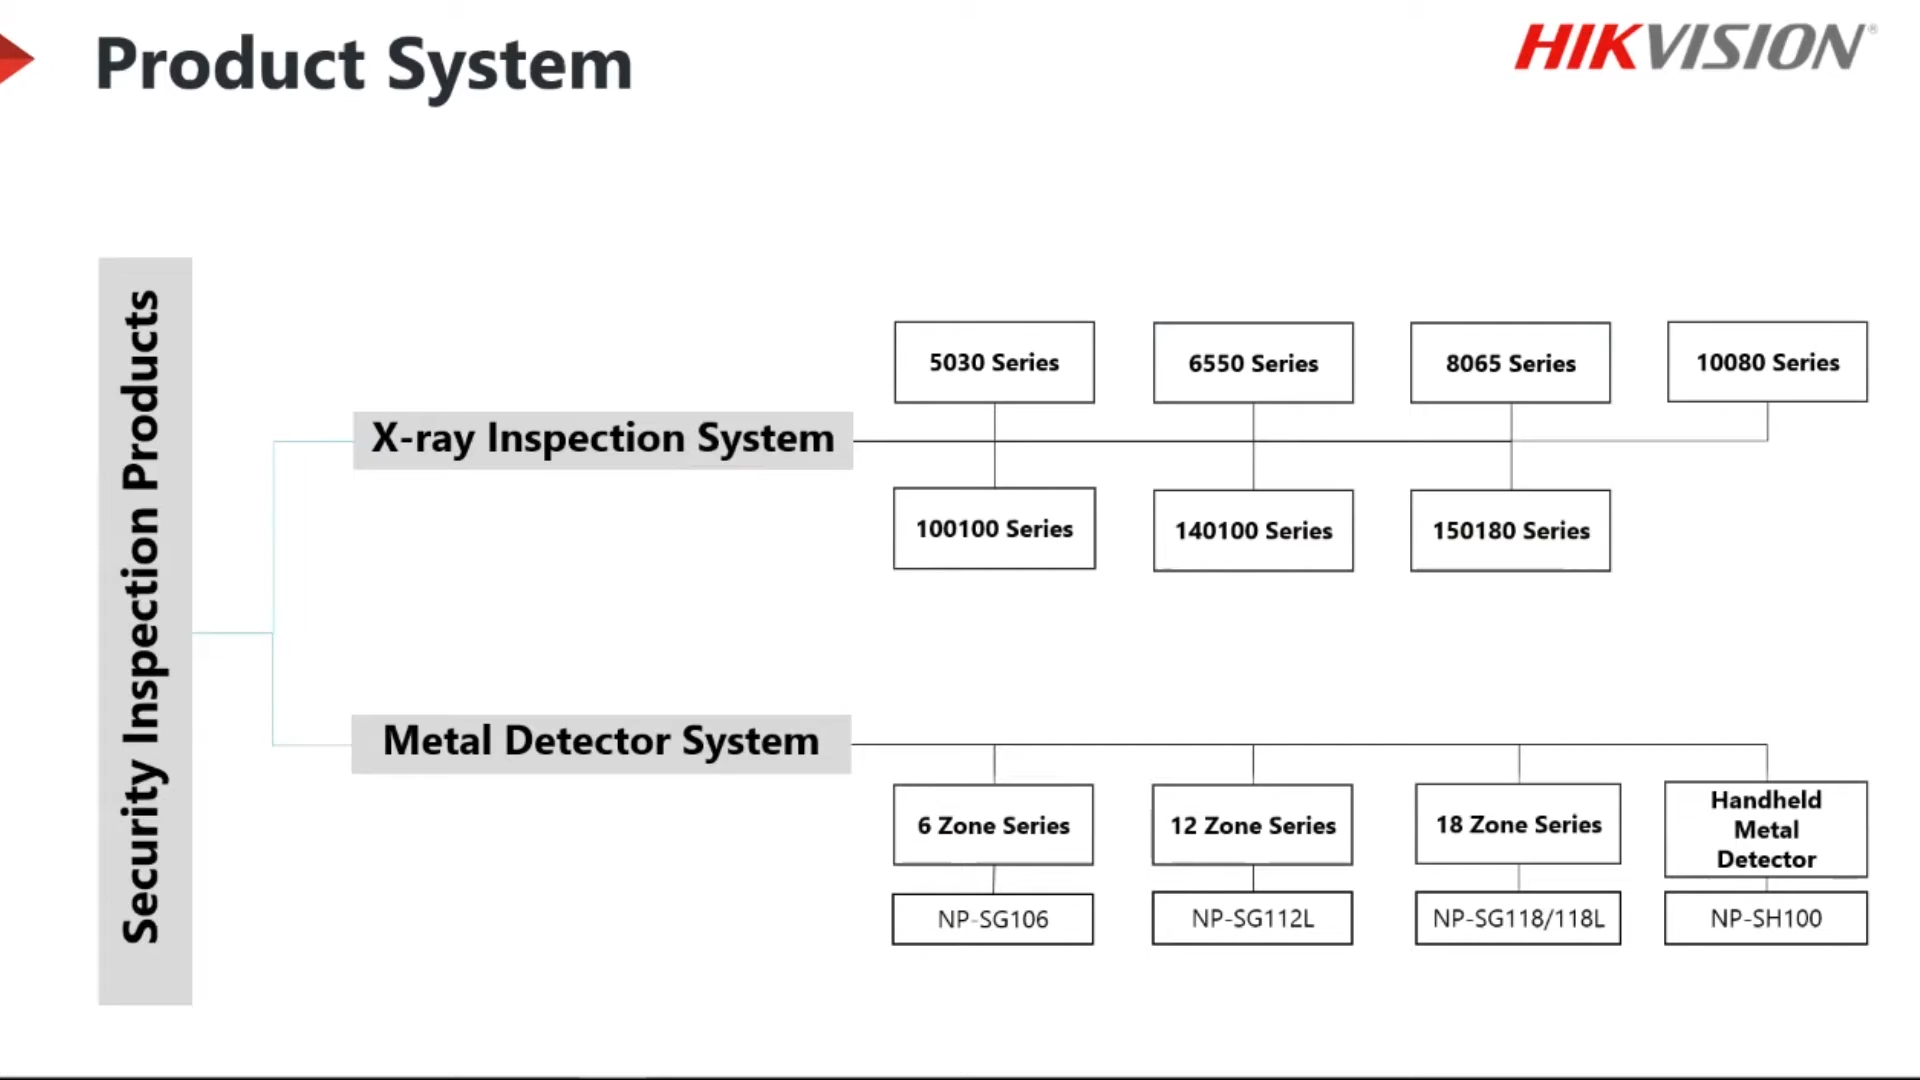 Product System
HIKVISION®
Security Inspection Products
X-ray Inspection System
5030 Series
6550 Series
8065 Series
10080 Series
100100 Series
140100 Series
150180 Series
Metal Detector System
6 Zone Series
12 Zone Series
18 Zone Series
Handheld
Metal
Detector
NP-SG106
NP-SG112L
NP-SG118/118L
NP-SH100